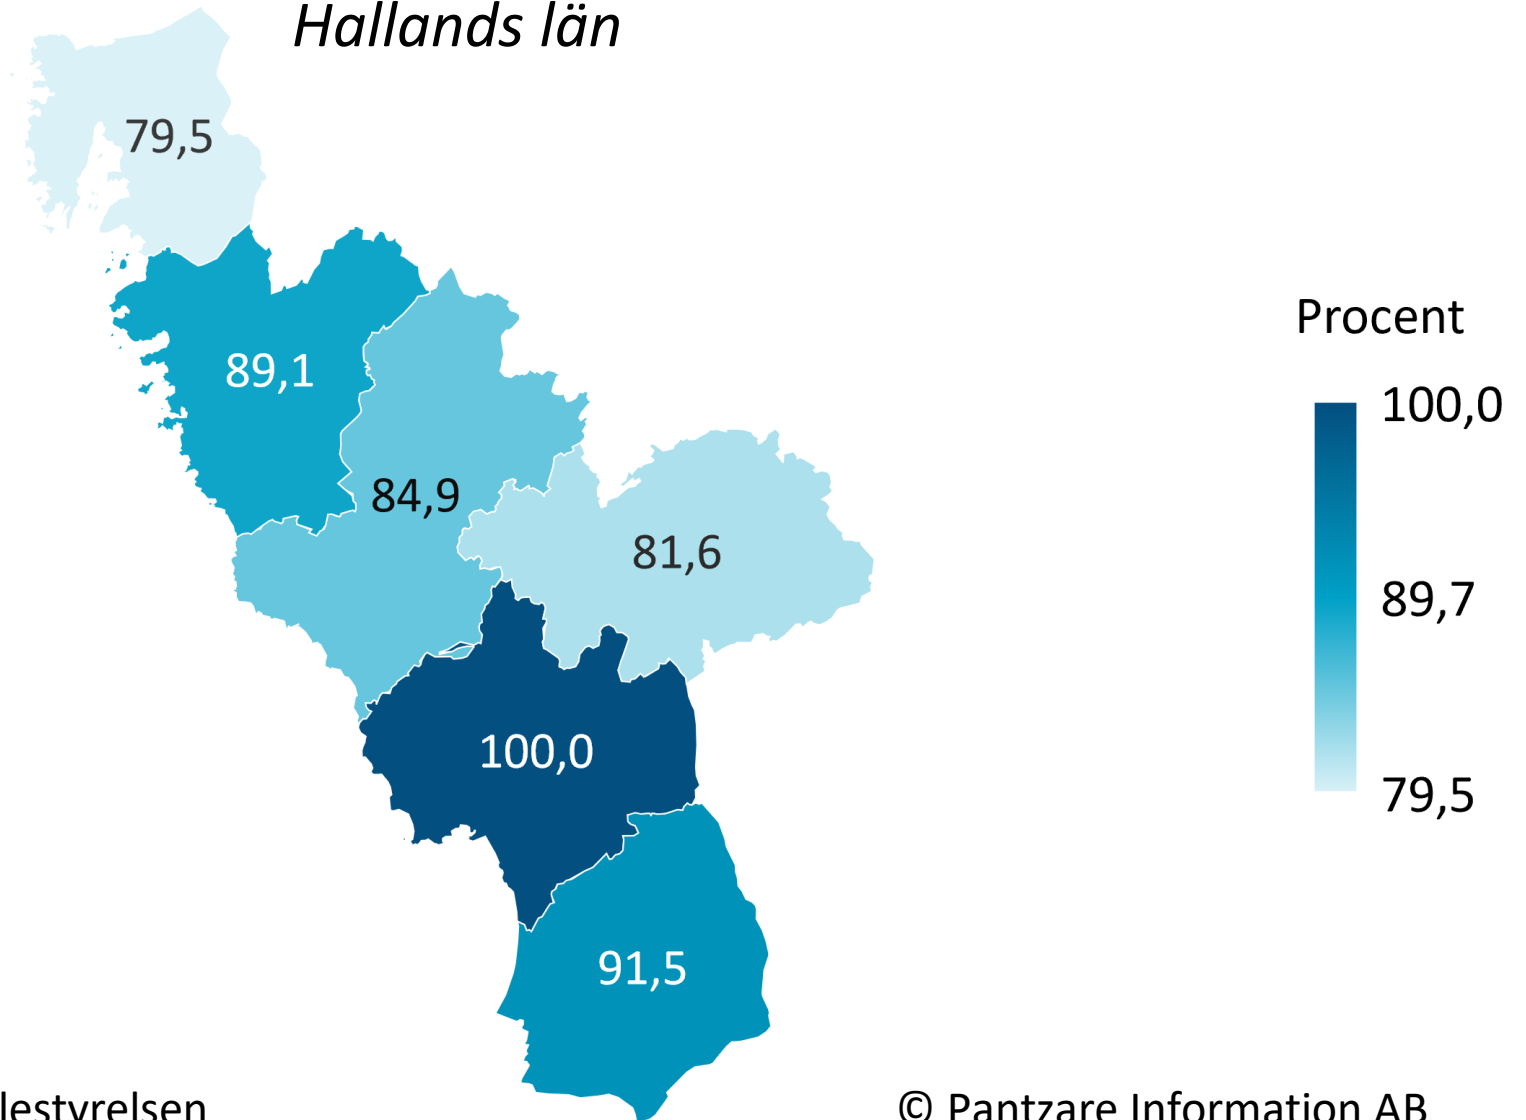 Hallands län
79,5
89,1
84,9
81,6
100,0
91,5
Procent
100,0
89,7
79,5
lestyrelsen
© Pantzare Information AB